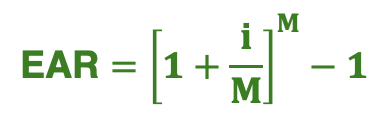 EAR = [1 + i/M]^M − 1